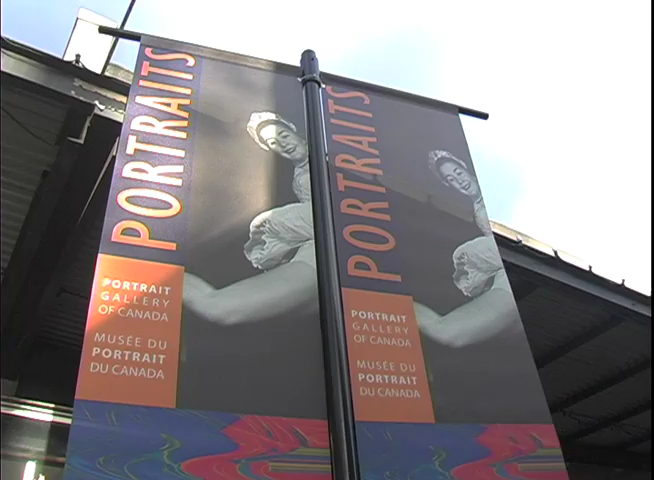 PORTRAITS
PORTRAIT
GALLERY
OF CANADA
MUSÉE DU
PORTRAIT
DU CANADA
PORTRAITS
PORTRAIT
GALLERY
OF CANADA
MUSÉE DU
PORTRAIT
DU CANADA